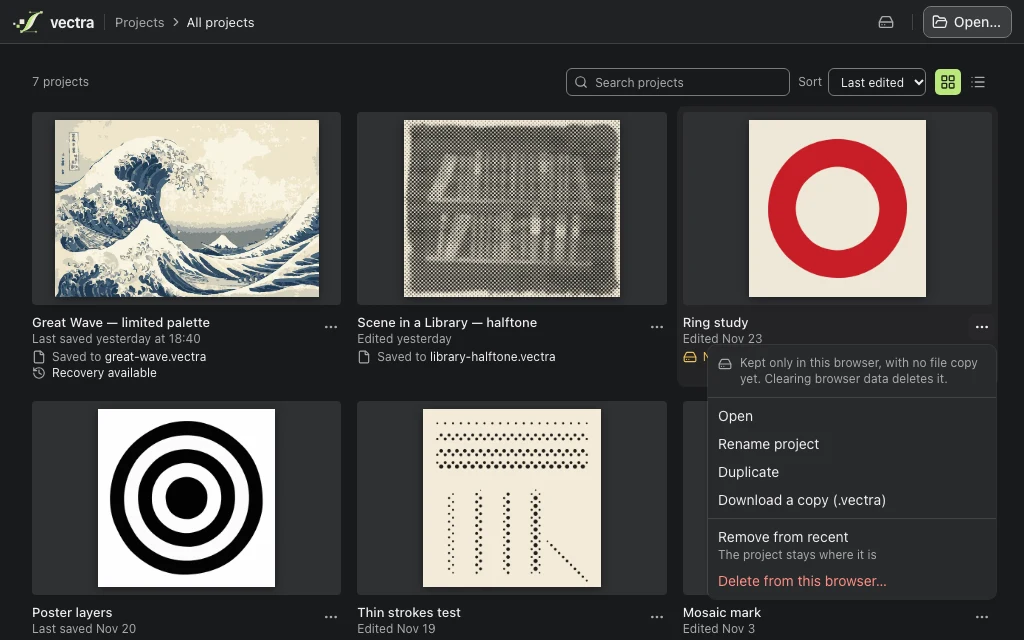 vectra
Projects
All projects
Open...
7 projects
Search projects
Sort
Last edited
Great Wave — limited palette
Last saved yesterday at 18:40
Saved to great-wave.vectra
Recovery available
Scene in a Library — halftone
Edited yesterday
Saved to library-halftone.vectra
Ring study
Edited Nov 23
Kept only in this browser, with no file copy
yet. Clearing browser data deletes it.
Open
Rename project
Duplicate
Download a copy (.vectra)
Remove from recent
The project stays where it is
Delete from this browser...
Poster layers
Last saved Nov 20
Thin strokes test
Edited Nov 19
Mosaic mark
Edited Nov 3